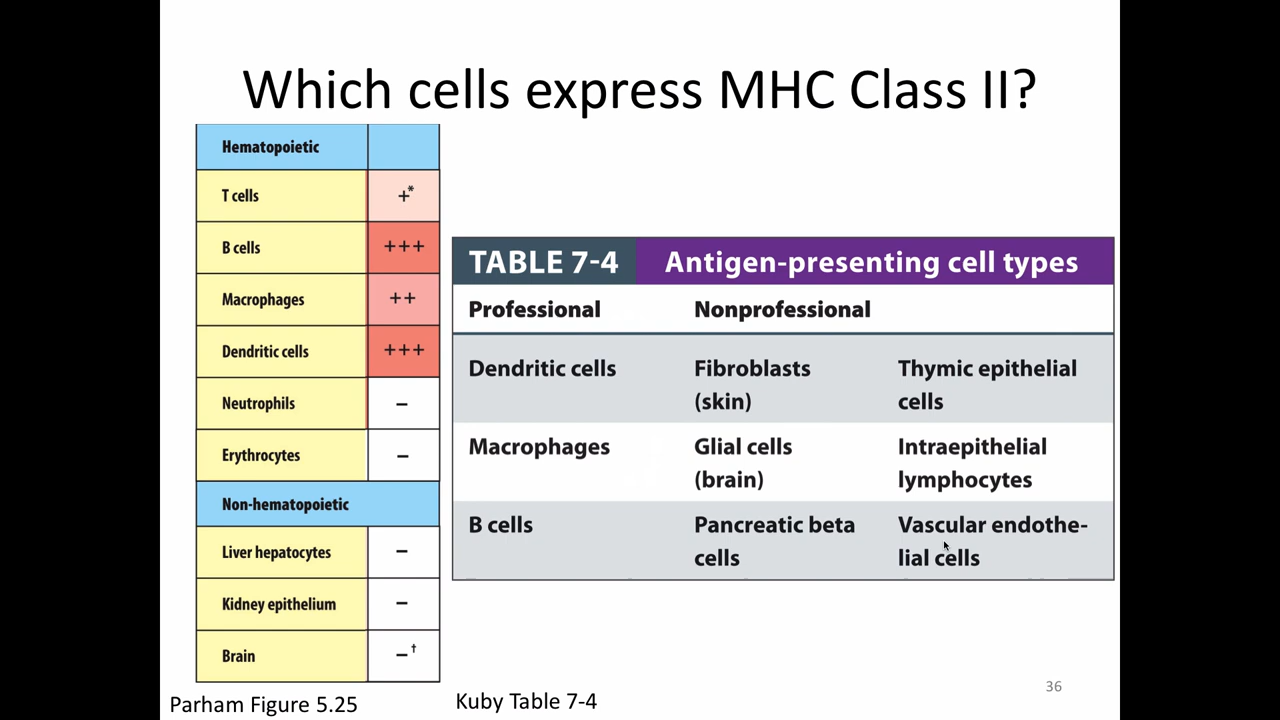 Which cells express MHC Class II?
Hematopoietic
T cells +*
B cells +++
Macrophages ++
Dendritic cells +++
Neutrophils −
Erythrocytes −
Non-hematopoietic
Liver hepatocytes −
Kidney epithelium −
Brain −†
Parham Figure 5.25
TABLE 7-4 Antigen-presenting cell types
Professional Nonprofessional
Dendritic cells Fibroblasts Thymic epithelial
(skin) cells
Macrophages Glial cells Intraepithelial
(brain) lymphocytes
B cells Pancreatic beta Vascular endothe-
cells lial cells
Kuby Table 7-4
36